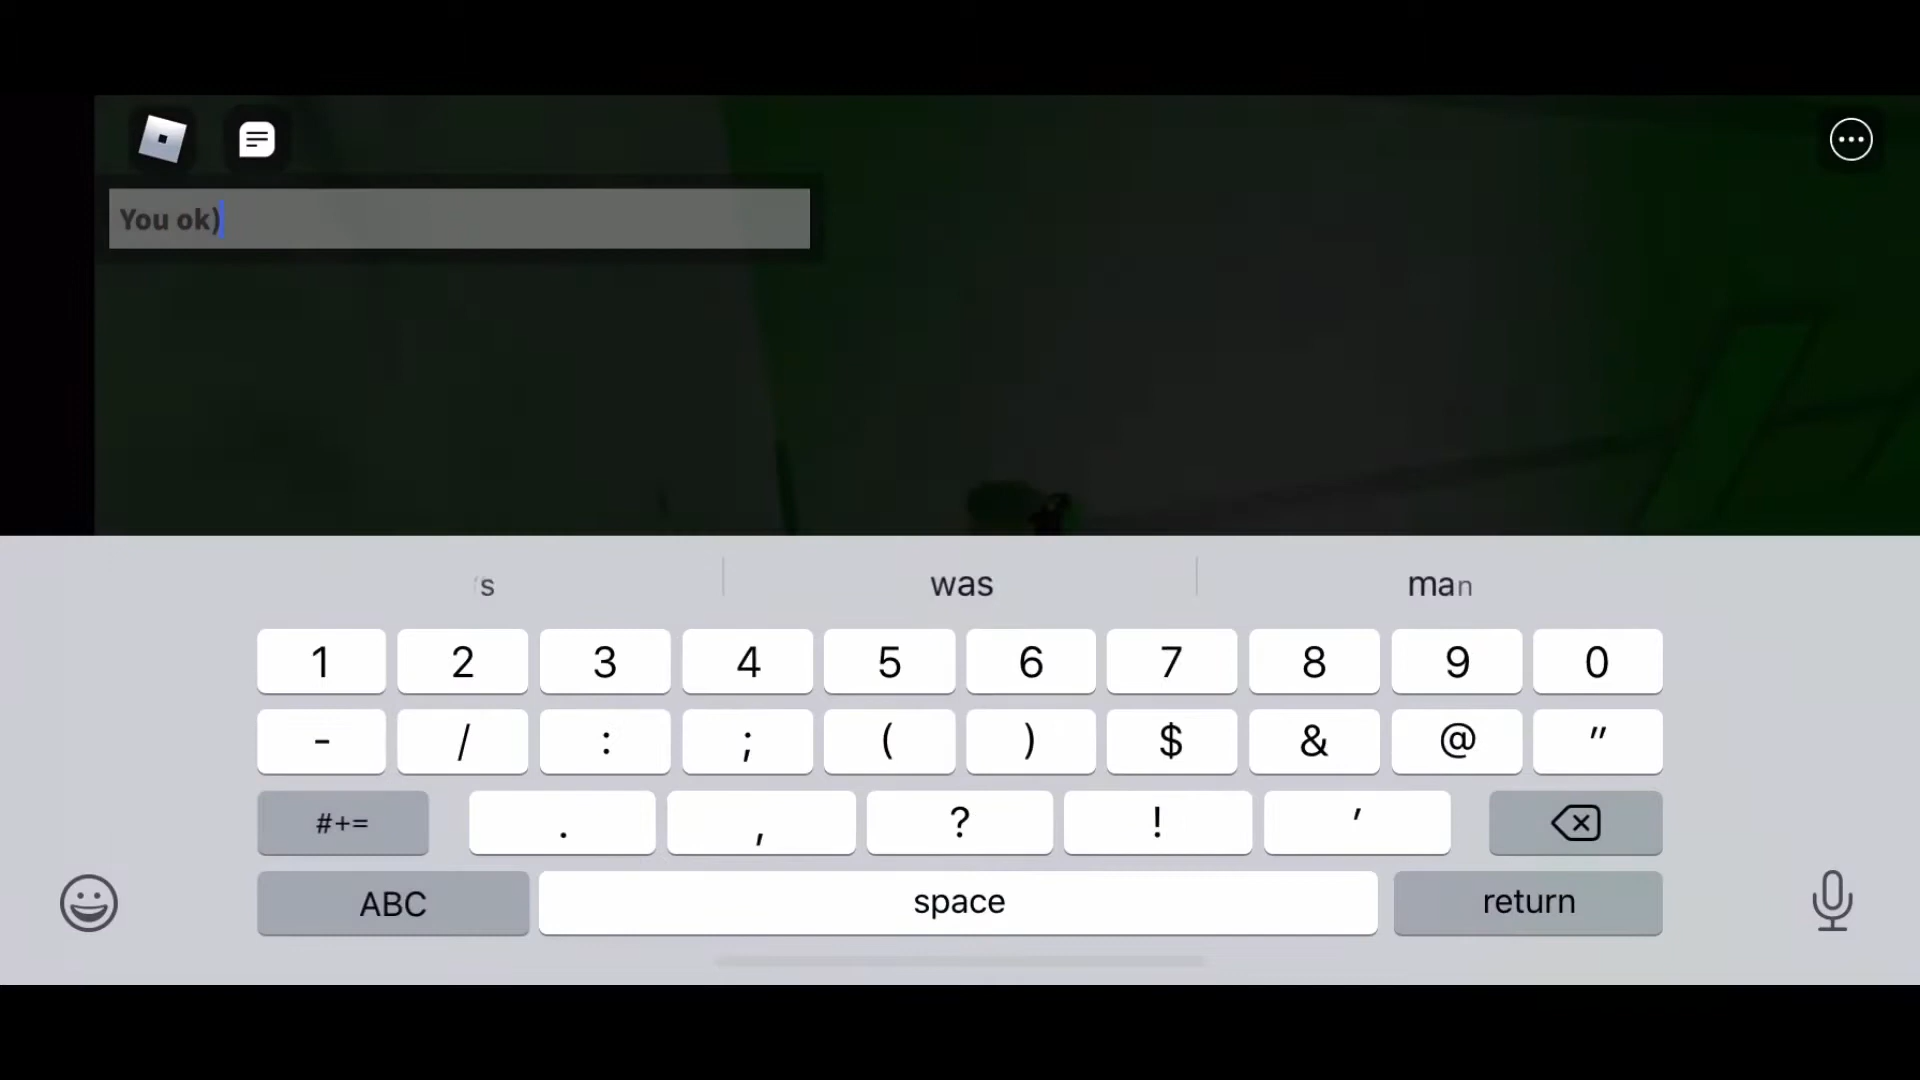 You ok)
's was man
1 2 3 4 5 6 7 8 9 0
- / : ; ( ) $ & @ "
#+= . , ? ! '
ABC space return